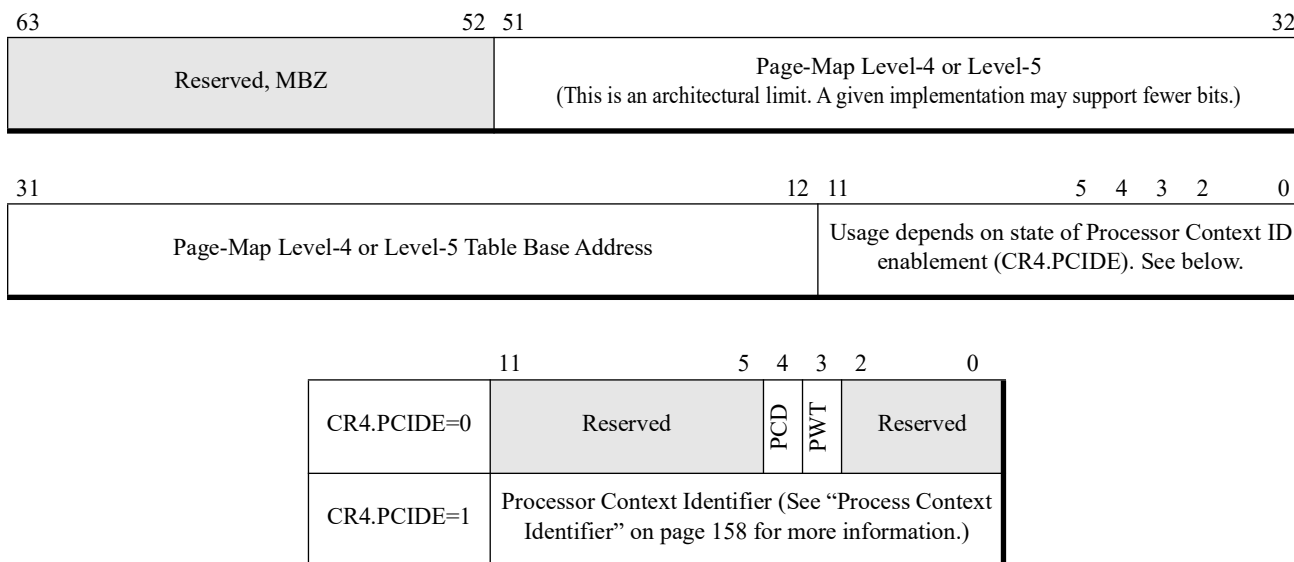 63 52 51 32
Reserved, MBZ
Page-Map Level-4 or Level-5
(This is an architectural limit. A given implementation may support fewer bits.)
31 12 11 5 4 3 2 0
Page-Map Level-4 or Level-5 Table Base Address
Usage depends on state of Processor Context ID
enablement (CR4.PCIDE). See below.
11 5 4 3 2 0
CR4.PCIDE=0
Reserved
PCD
PWT
Reserved
CR4.PCIDE=1
Processor Context Identifier (See “Process Context
Identifier” on page 158 for more information.)